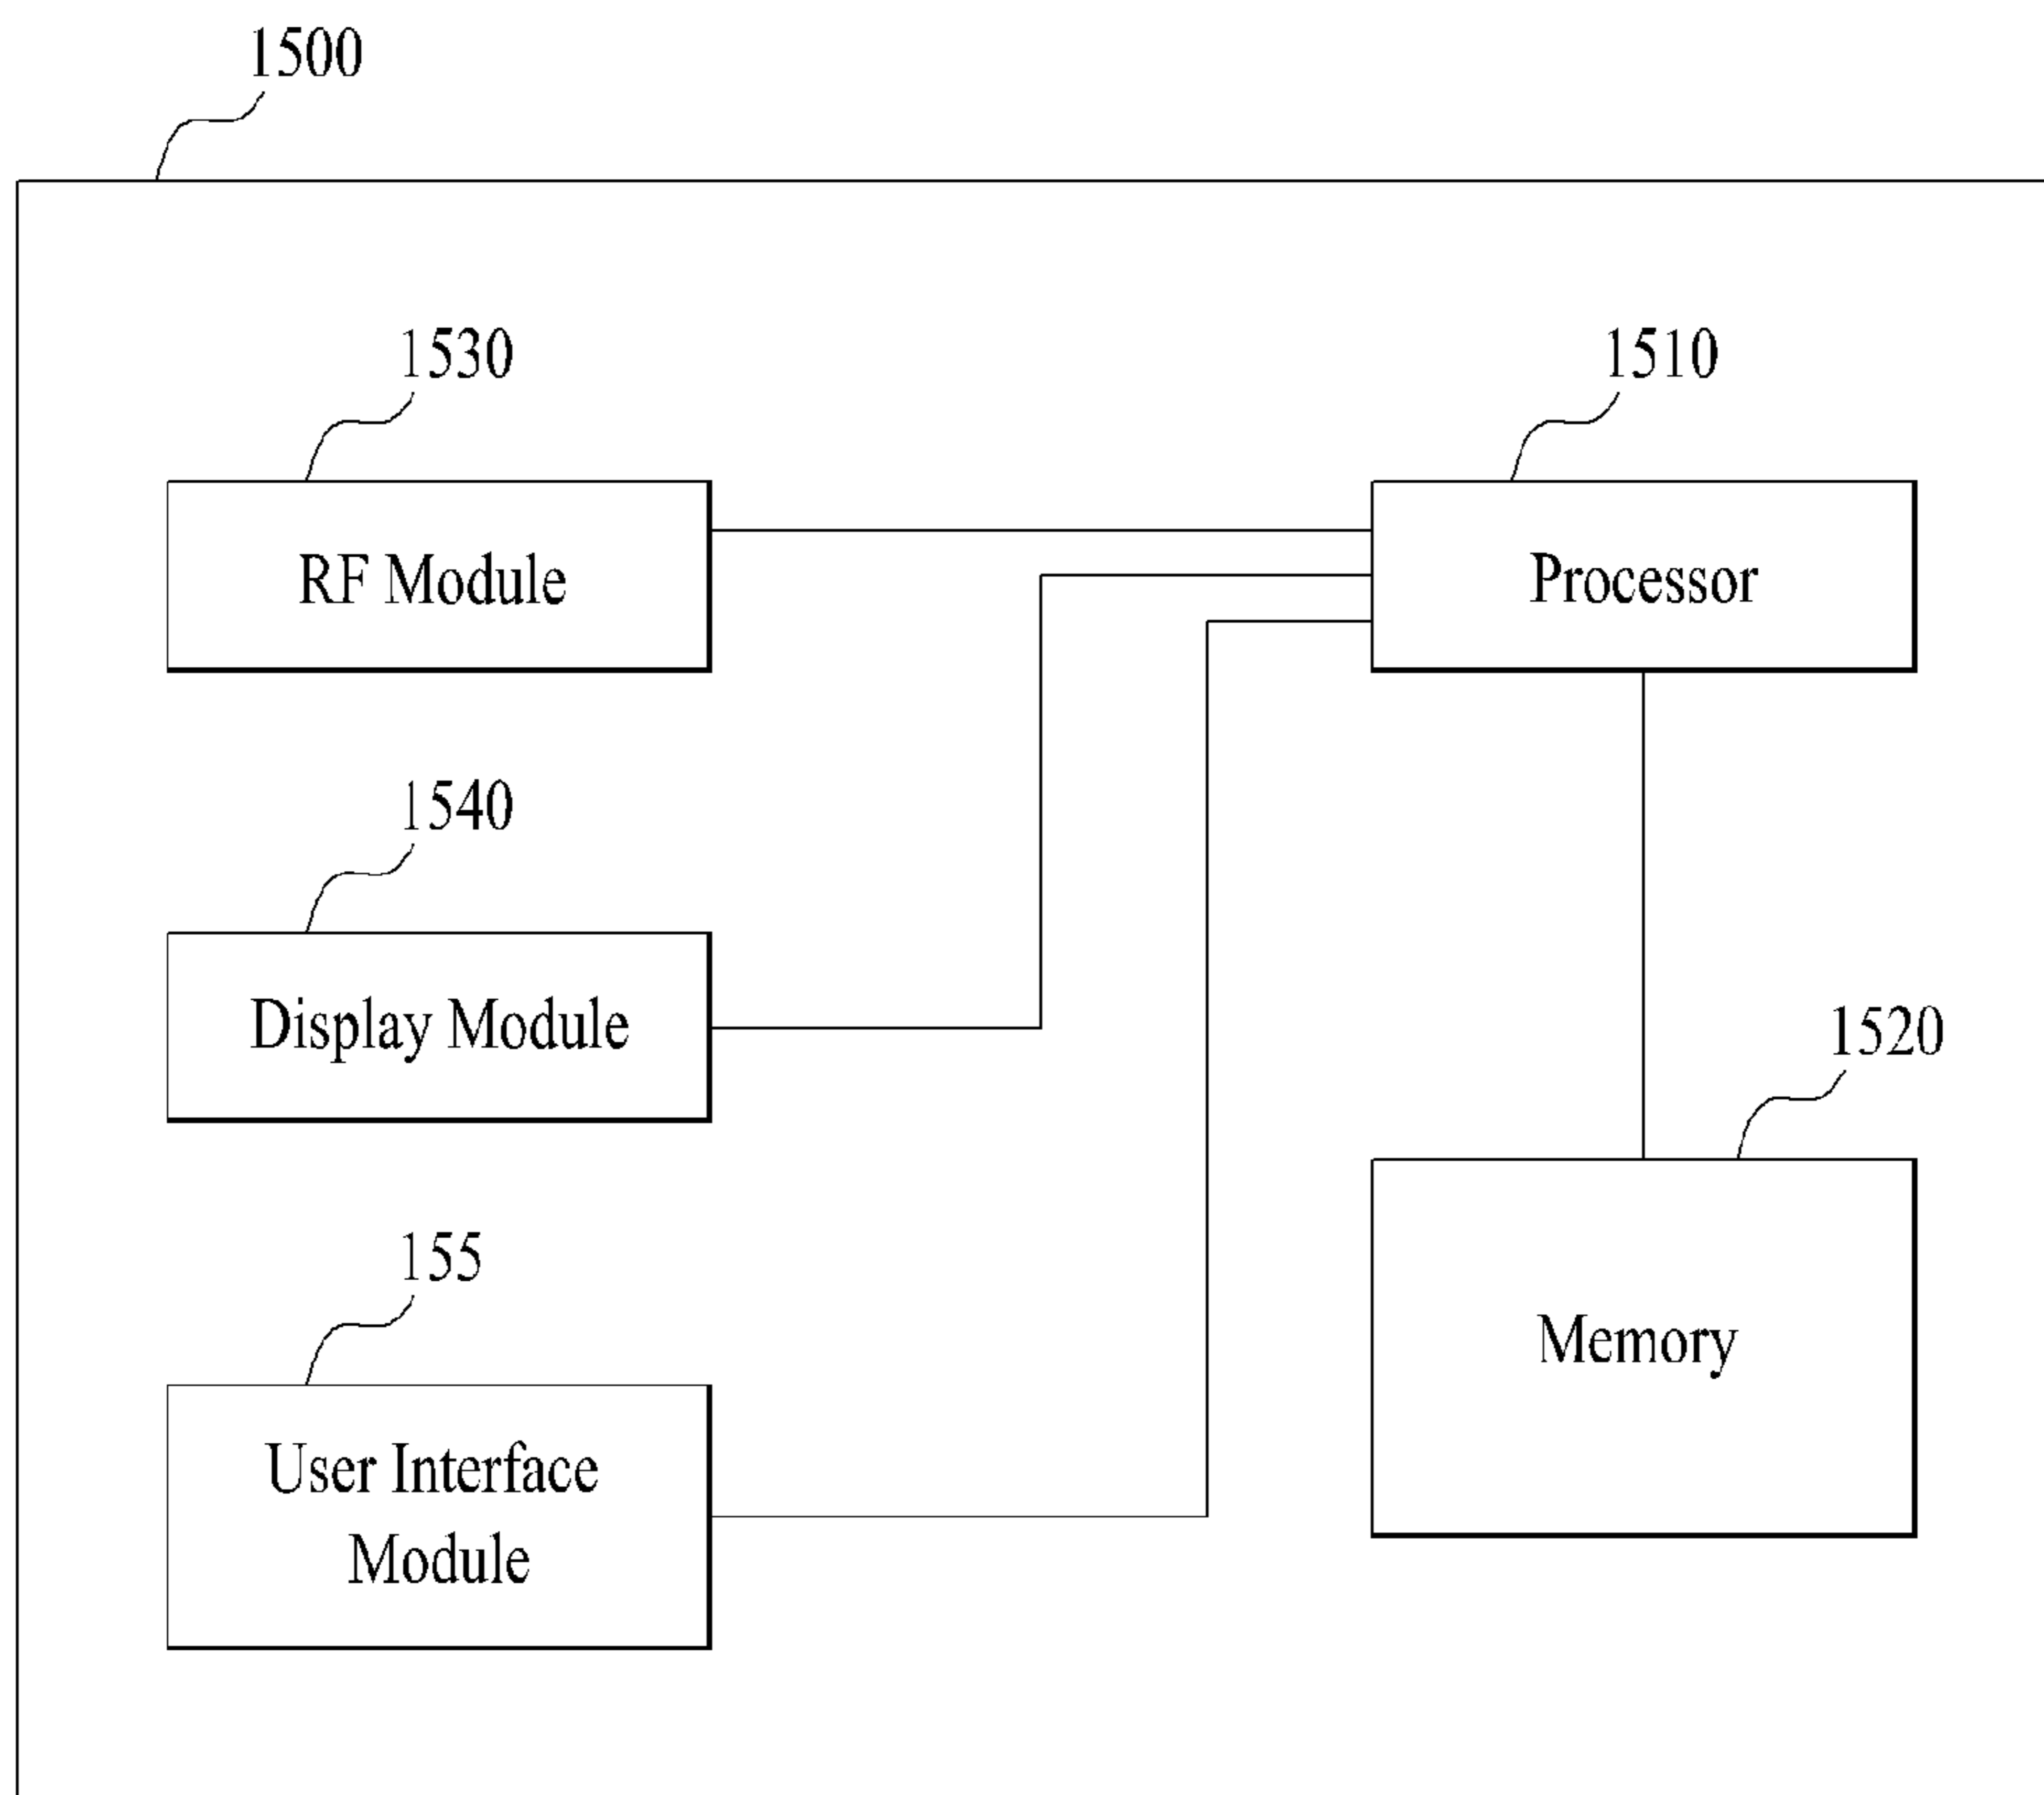 1500
1530
1510
RF Module
Processor
1540
Display Module
1520
155
Memory
User Interface
Module